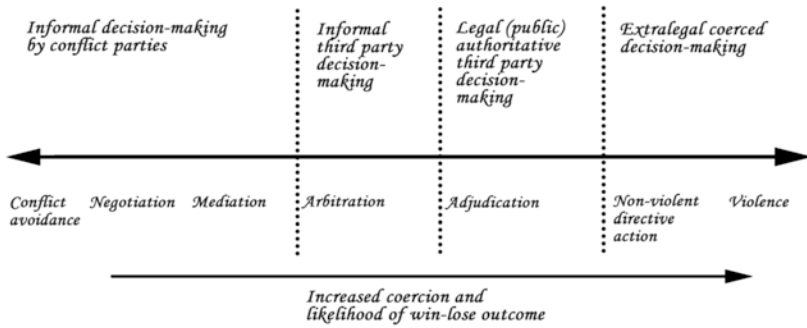 Informal decision-making
by conflict parties
Informal
third party
decision-
making
Legal (public)
authoritative
third party
decision-
making
Extralegal coerced
decision-making
Conflict
avoidance
Negotiation
Mediation
Arbitration
Adjudication
Non-violent
directive
action
Violence
Increased coercion and
likelihood of win-lose outcome